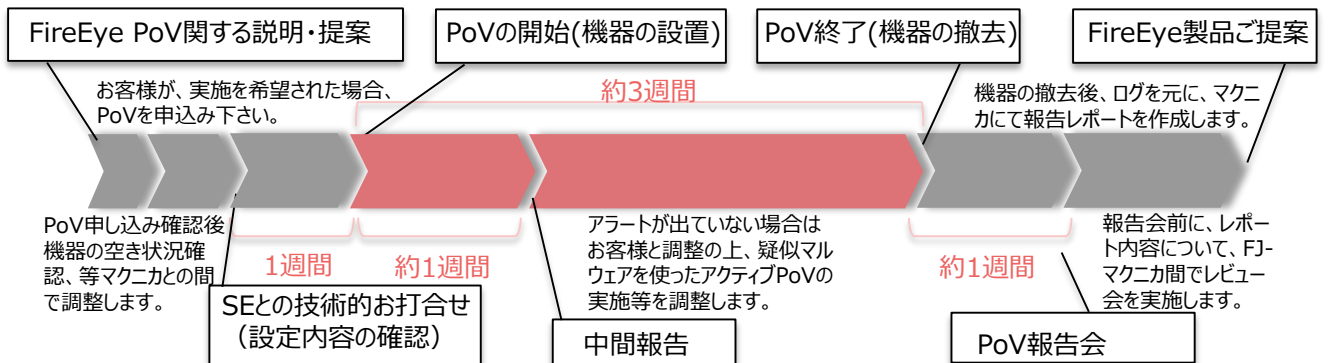 FireEye PoV関する説明・提案
PoVの開始(機器の設置)
PoV終了(機器の撤去)
FireEye製品ご提案
お客様が、実施を希望された場合、
PoVを申込み下さい。
約3週間
機器の撤去後、ログを元に、マクニ
カにて報告レポートを作成します。
PoV申し込み確認後
機器の空き状況確
認、等マクニカとの間
で調整します。
1週間
約1週間
アラートが出ていない場合は
お客様と調整の上、疑似マル
ウェアを使ったアクティブPoVの
実施等を調整します。
約1週間
報告会前に、レポー
ト内容について、FJ-
マクニカ間でレビュー
会を実施します。
SEとの技術的お打合せ
（設定内容の確認）
中間報告
PoV報告会